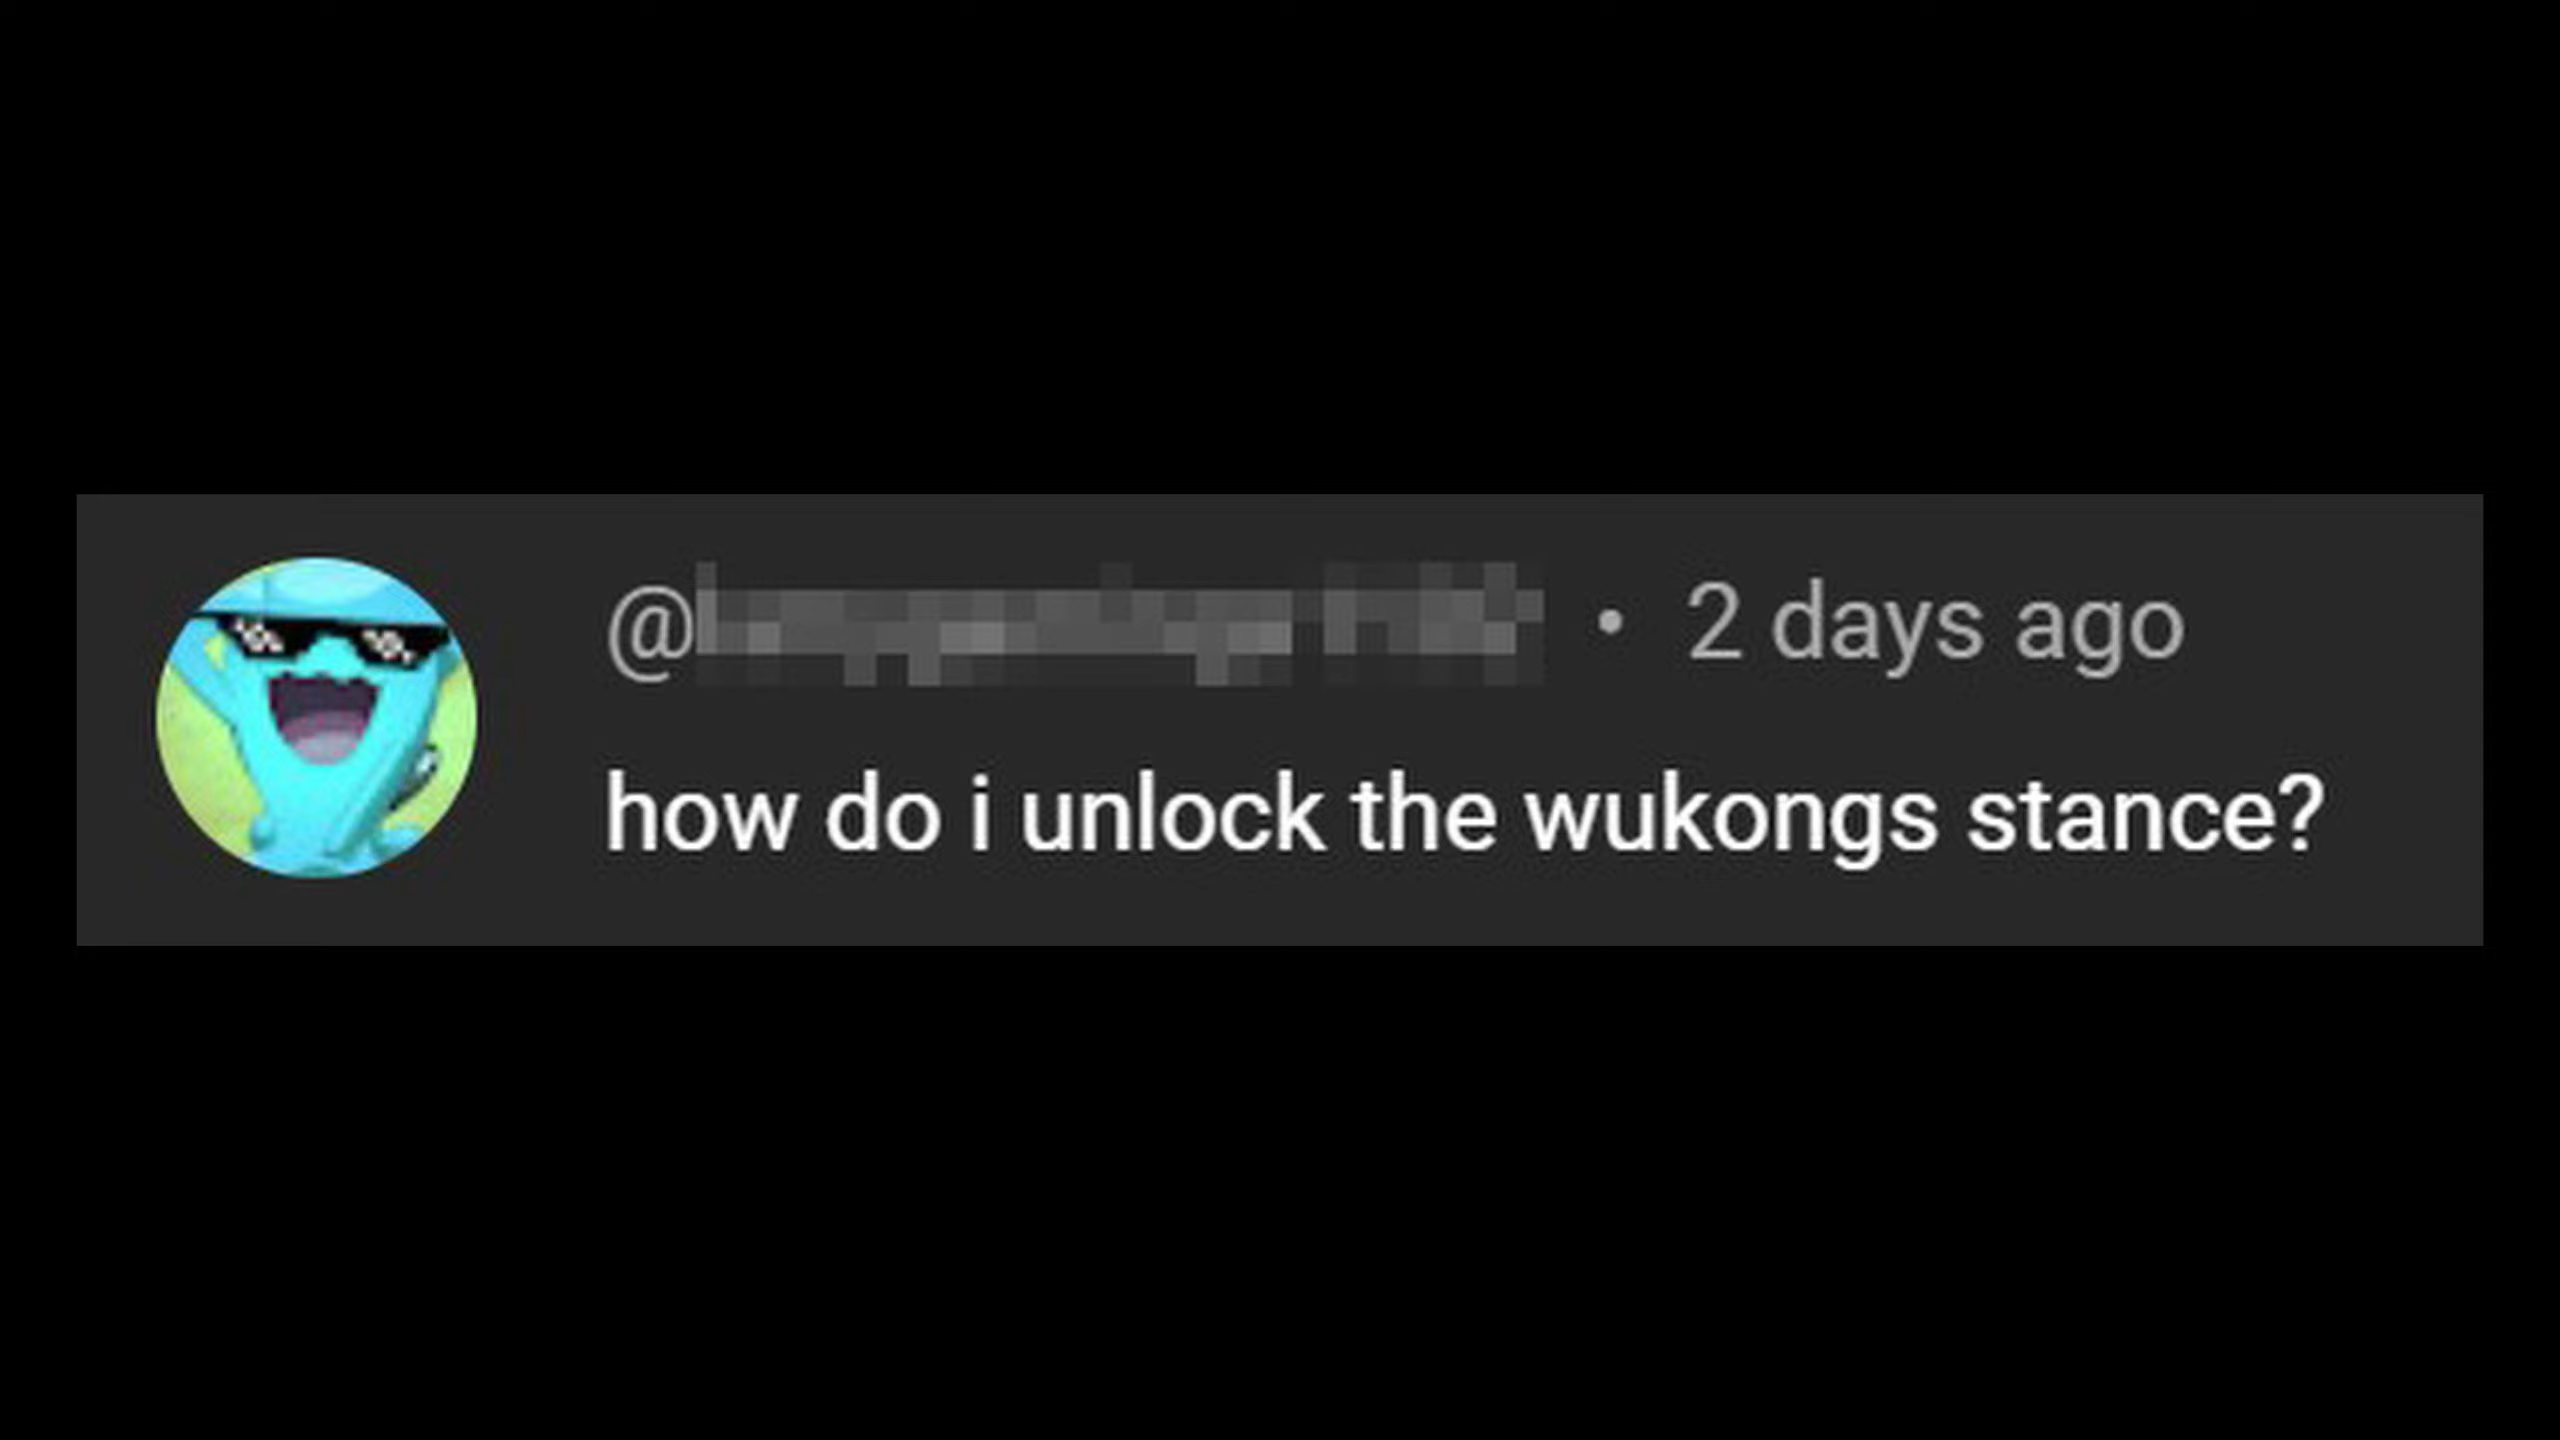 @ • 2 days ago
how do i unlock the wukongs stance?